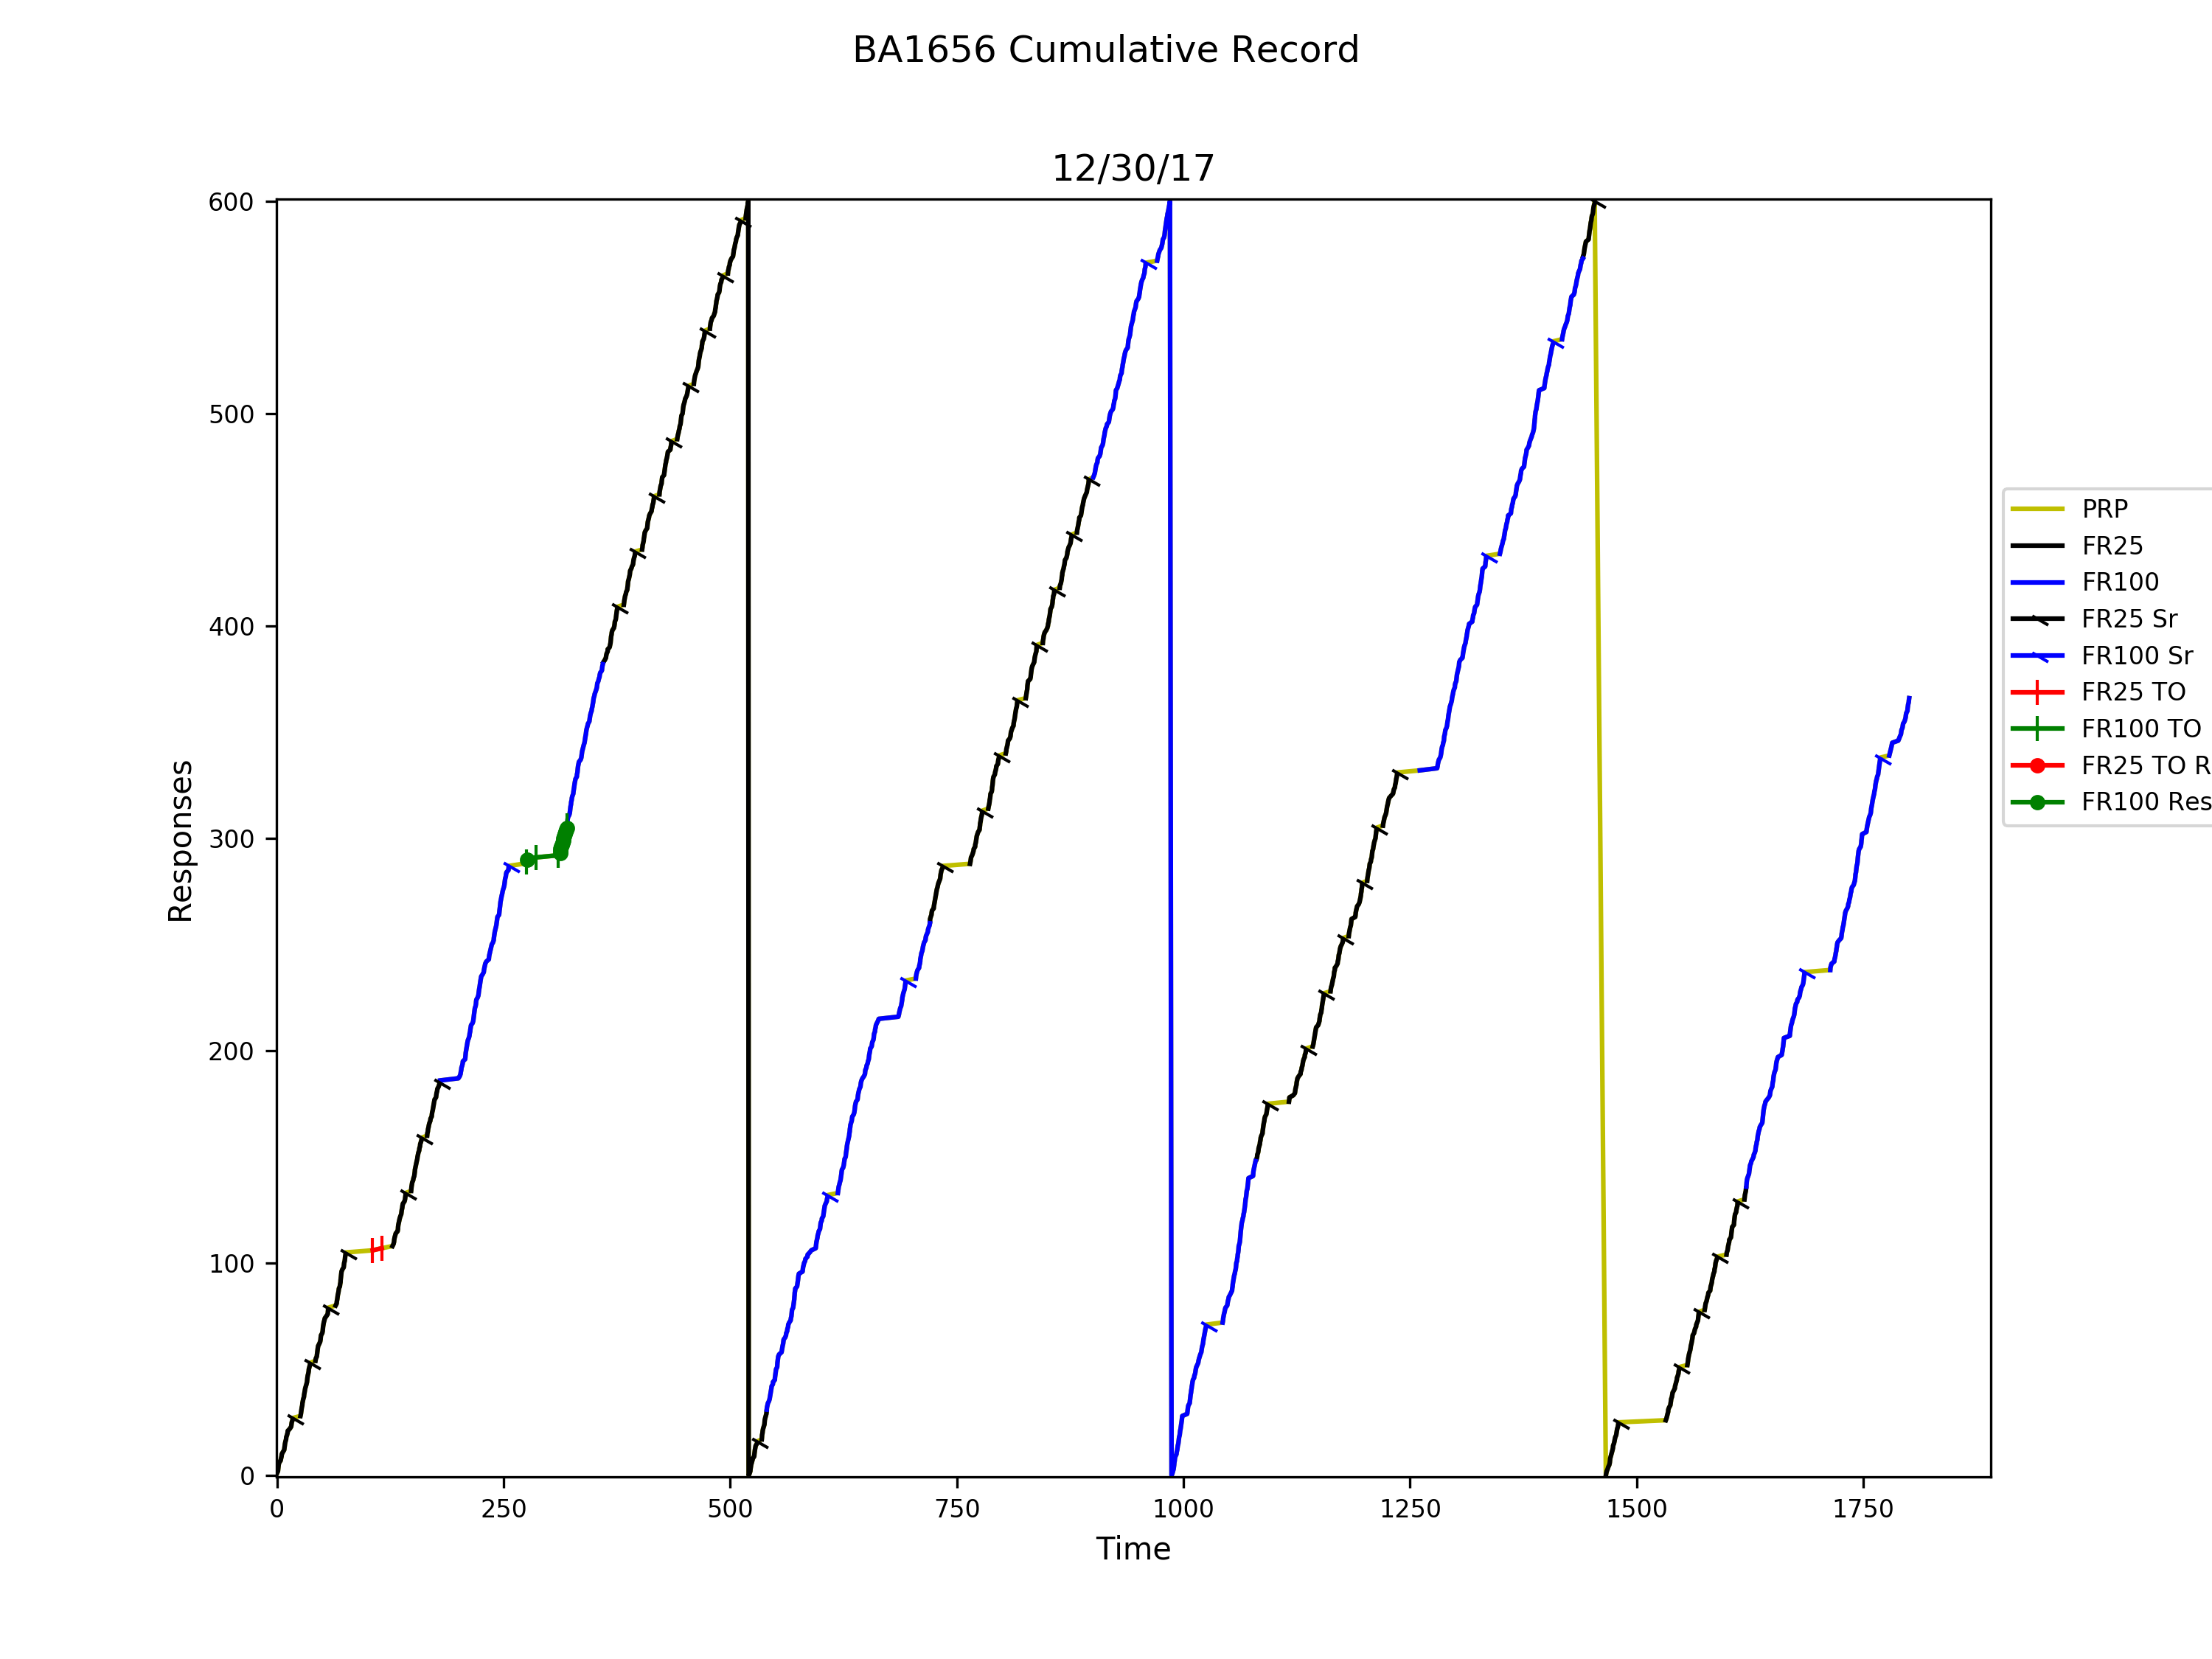 BA1656 Cumulative Record
12/30/17
600
500
400
300
200
100
0
Responses
0 250 500 750 1000 1250 1500 1750
Time
PRP
FR25
FR100
FR25 Sr
FR100 Sr
FR25 TO
FR100 TO
FR25 TO R
FR100 Res